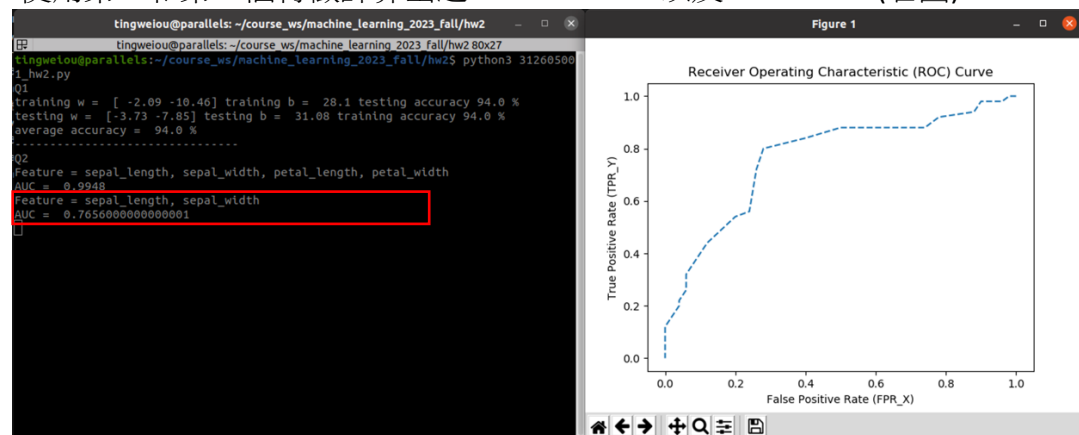 tingweiou@parallels: ~/course_ws/machine_learning_2023_fall/hw2
tingweiou@parallels: ~/course_ws/machine_learning_2023_fall/hw2 80x27
tingweiou@parallels:~/course_ws/machine_learning_2023_fall/hw2$ python3 31260500
1_hw2.py
Q1
training w = [ -2.09 -10.46] training b = 28.1 testing accuracy 94.0 %
testing w = [-3.73 -7.85] testing b = 31.08 training accuracy 94.0 %
average accuracy = 94.0 %
--------------------------------
Q2
Feature = sepal_length, sepal_width, petal_length, petal_width
AUC = 0.9948
Feature = sepal_length, sepal_width
AUC = 0.7656000000000001
Figure 1
Receiver Operating Characteristic (ROC) Curve
1.0
0.8
0.6
0.4
0.2
0.0
True Positive Rate (TPR_Y)
0.0 0.2 0.4 0.6 0.8 1.0
False Positive Rate (FPR_X)